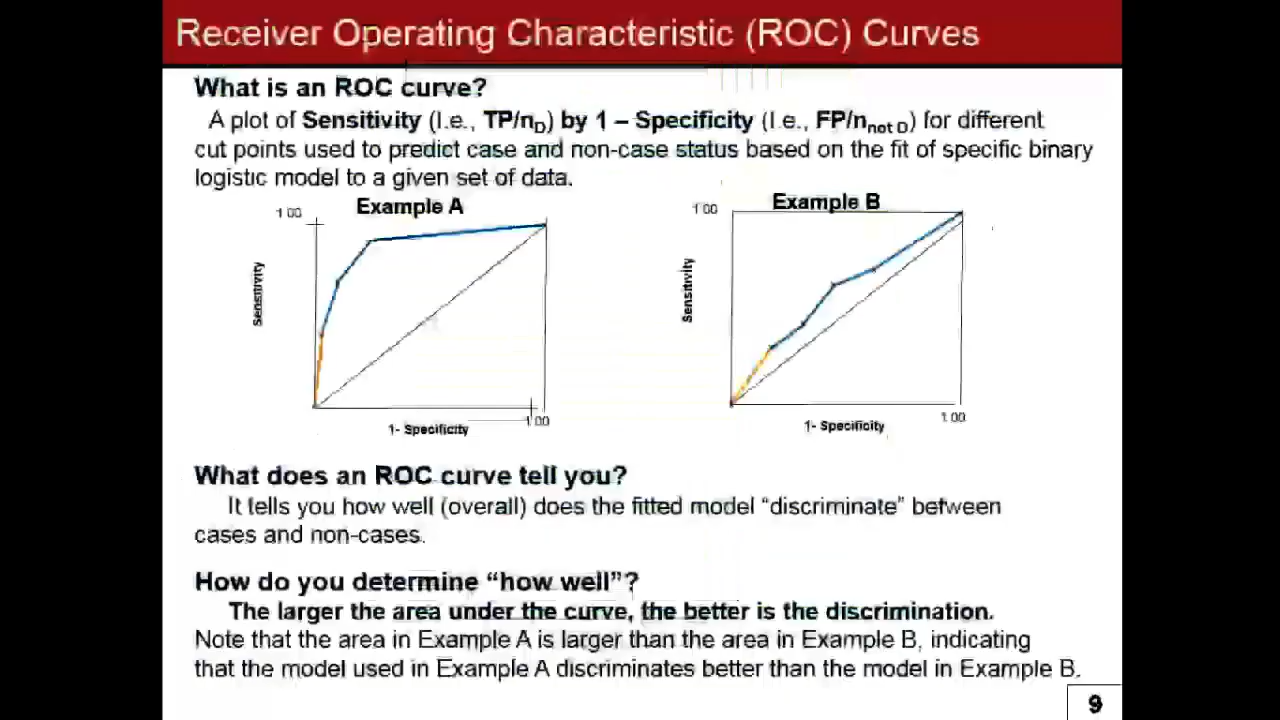 Receiver Operating Characteristic (ROC) Curves
What is an ROC curve?
A plot of Sensitivity (I.e., TP/nD) by 1 – Specificity (I.e., FP/nnot D) for different
cut points used to predict case and non-case status based on the fit of specific binary
logistic model to a given set of data.
Example A
1 00
Sensitivity
1 00
1- Specificity
Example B
1 00
Sensitivity
1 00
1- Specificity
What does an ROC curve tell you?
It tells you how well (overall) does the fitted model “discriminate” between
cases and non-cases.
How do you determine “how well”?
The larger the area under the curve, the better is the discrimination.
Note that the area in Example A is larger than the area in Example B, indicating
that the model used in Example A discriminates better than the model in Example B.
9